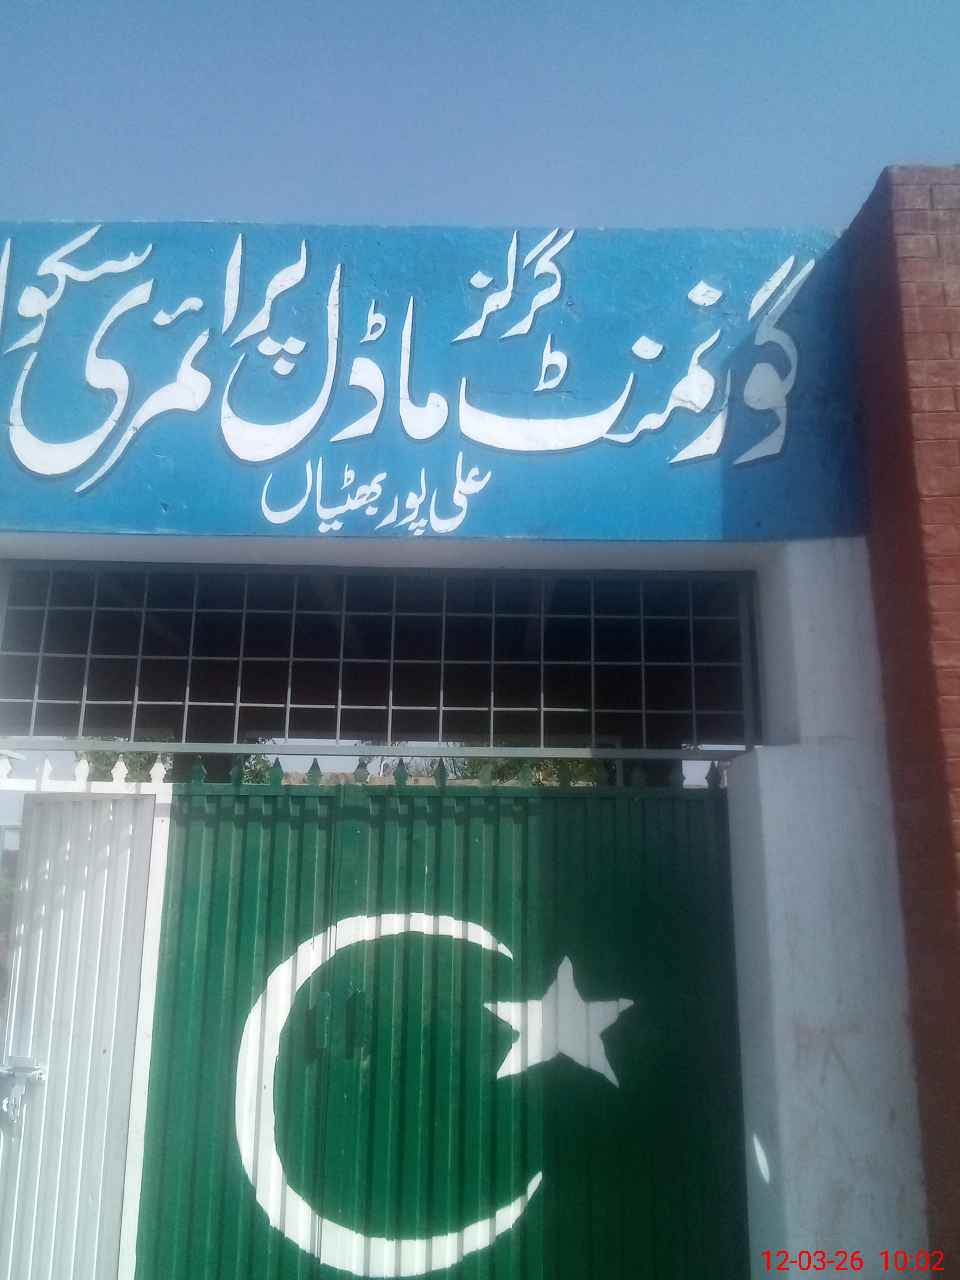 گورنمنٹ گرلز ماڈل پرائمری سکو
علی پور بھٹیاں
12-03-26 10:02